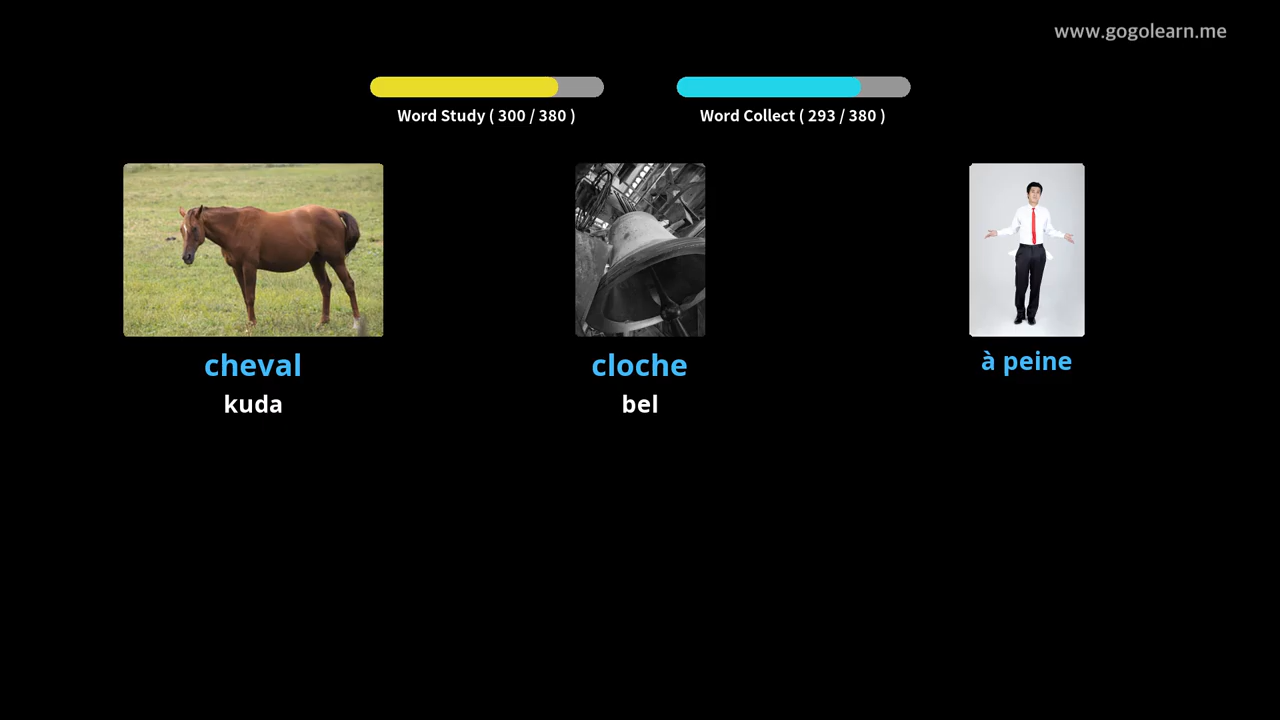 www.gogolearn.me
Word Study ( 300 / 380 )
Word Collect ( 293 / 380 )
cheval
kuda
cloche
bel
à peine